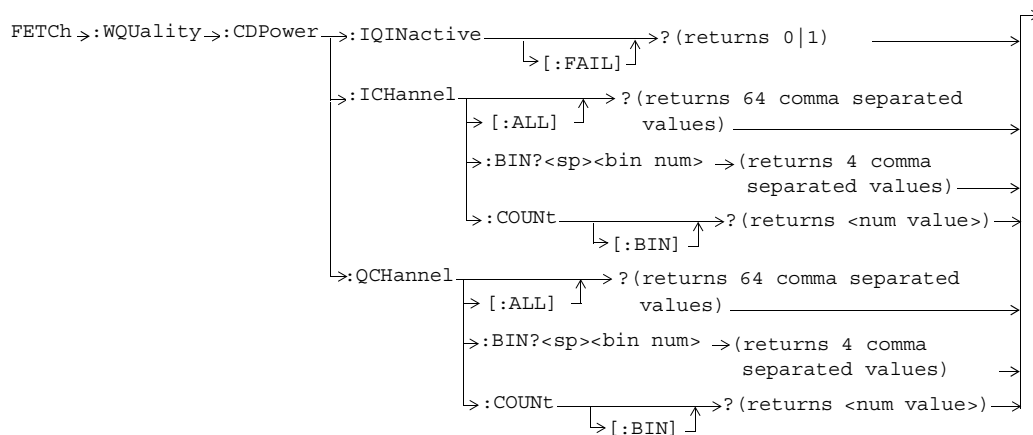 FETCh :WQUality :CDPower :IQINactive ?(returns 0|1)
[:FAIL]
:ICHannel ?(returns 64 comma separated
[:ALL] values)
:BIN?<sp><bin num> (returns 4 comma
separated values)
:COUNt ?(returns <num value>)
[:BIN]
:QCHannel ?(returns 64 comma separated
[:ALL] values)
:BIN?<sp><bin num> (returns 4 comma
separated values)
:COUNt ?(returns <num value>)
[:BIN]